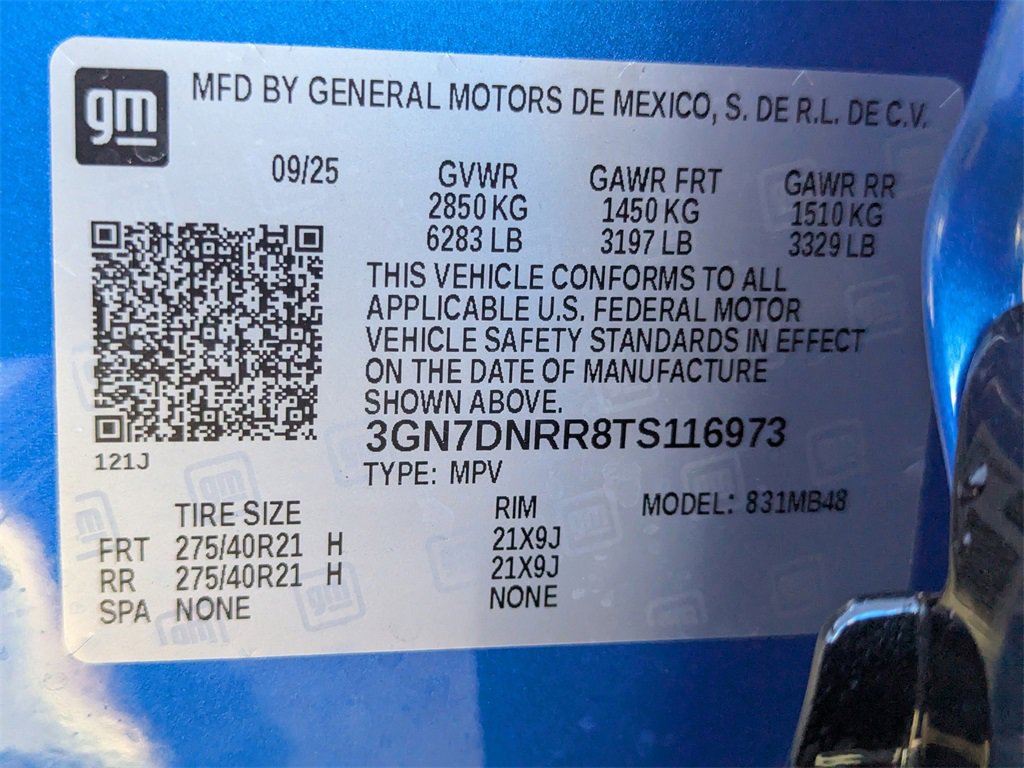 gm
MFD BY GENERAL MOTORS DE MEXICO, S. DE R.L. DE C.V.
09/25 GVWR GAWR FRT GAWR RR
2850 KG 1450 KG 1510 KG
6283 LB 3197 LB 3329 LB
THIS VEHICLE CONFORMS TO ALL
APPLICABLE U.S. FEDERAL MOTOR
VEHICLE SAFETY STANDARDS IN EFFECT
ON THE DATE OF MANUFACTURE
SHOWN ABOVE.
3GN7DNRR8TS116973
121J
TYPE: MPV
TIRE SIZE RIM MODEL: 831MB48
FRT 275/40R21 H 21X9J
RR 275/40R21 H 21X9J
SPA NONE NONE